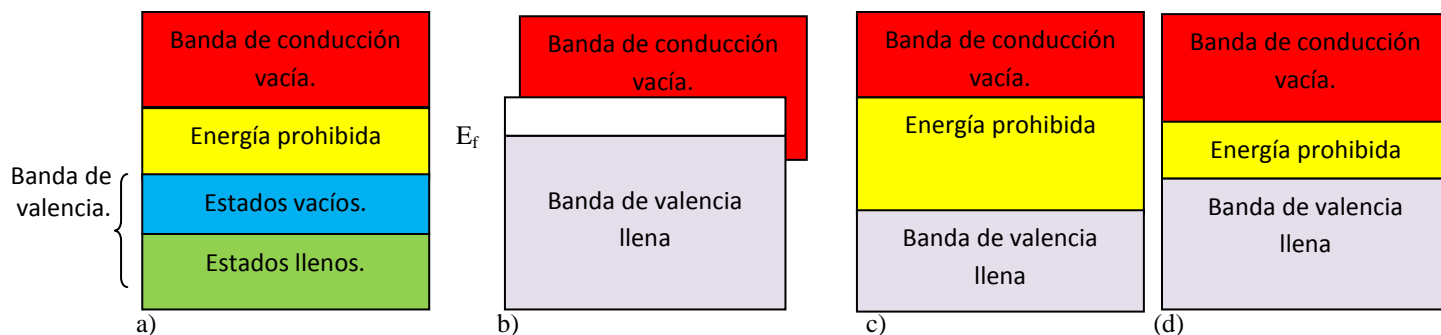 Banda de conducción
vacía.
Energía prohibida
Banda de
valencia.
Estados vacíos.
Estados llenos.
a)
Banda de conducción
vacía.
E_f
Banda de valencia
llena
b)
Banda de conducción
vacía.
Energía prohibida
Banda de valencia
llena
c)
Banda de conducción
vacía.
Energía prohibida
Banda de valencia
llena
(d)